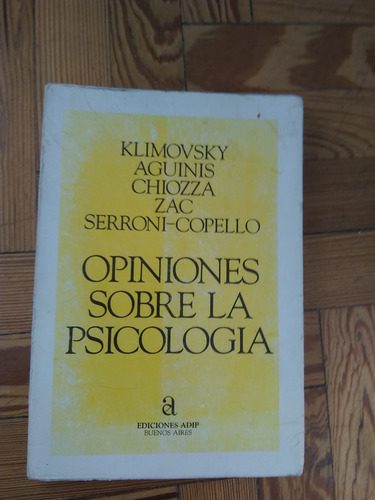 KLIMOVSKY
AGUINIS
CHIOZZA
ZAC
SERRONI-COPELLO
OPINIONES
SOBRE LA
PSICOLOGIA
a
EDICIONES ADIP
BUENOS AIRES